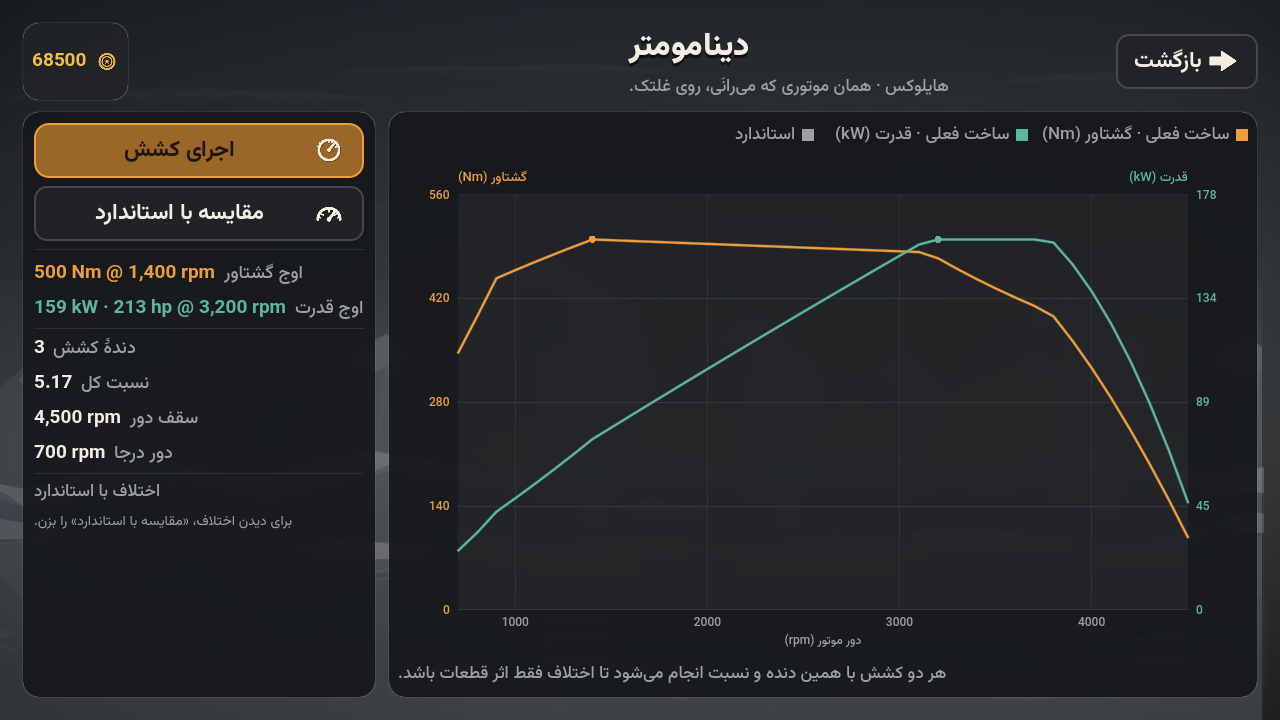 بازگشت
دینامومتر
هایلوکس · همان موتوری که می‌رانَی، روی غلتک.
68500
ساخت فعلی · گشتاور (Nm)
ساخت فعلی · قدرت (kW)
استاندارد
قدرت (kW)
گشتاور (Nm)
560
420
280
140
0
178
134
89
45
0
1000
2000
3000
4000
دور موتور (rpm)
هر دو کشش با همین دنده و نسبت انجام می‌شود تا اختلاف فقط اثر قطعات باشد.
اجرای کشش
مقایسه با استاندارد
اوج گشتاور 500 Nm @ 1,400 rpm
اوج قدرت 159 kW · 213 hp @ 3,200 rpm
دندهٔ کشش 3
نسبت کل 5.17
سقف دور 4,500 rpm
دور درجا 700 rpm
اختلاف با استاندارد
برای دیدن اختلاف، «مقایسه با استاندارد» را بزن.